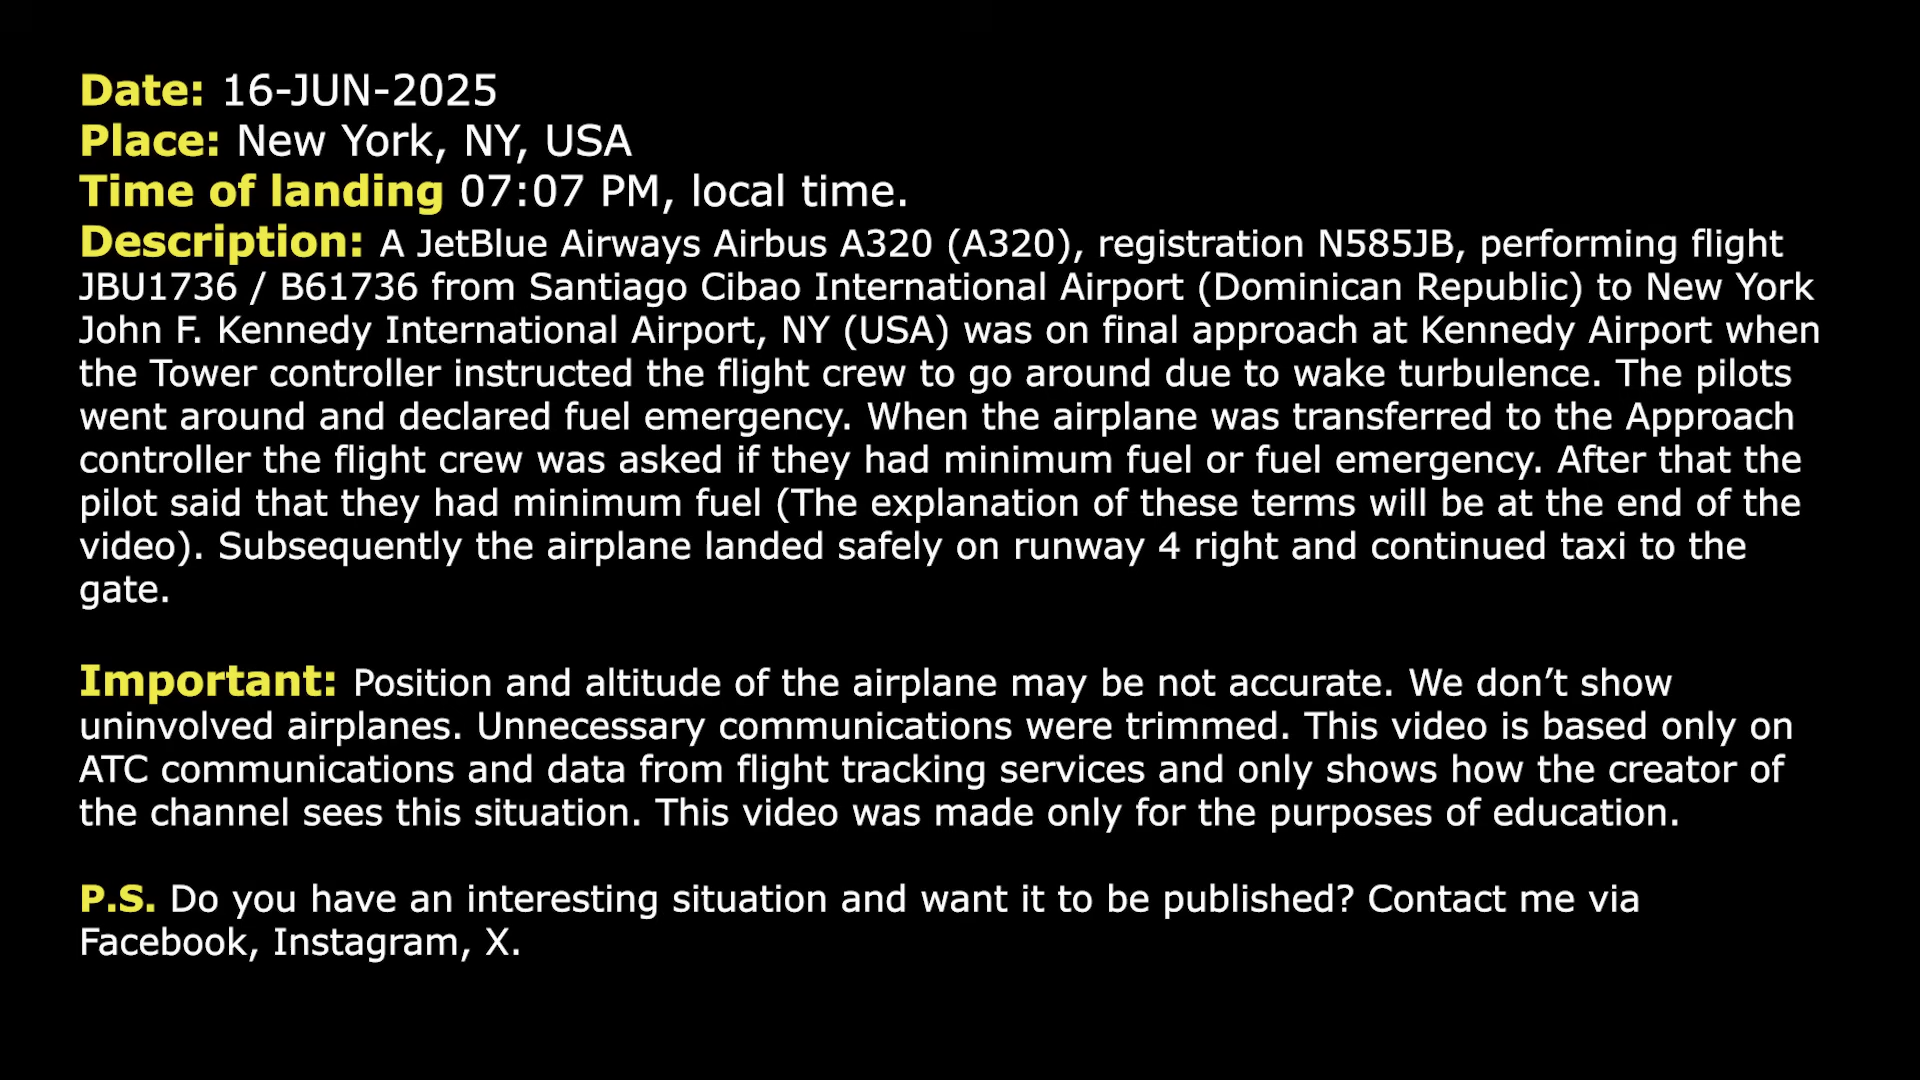 Date: 16-JUN-2025
Place: New York, NY, USA
Time of landing 07:07 PM, local time.
Description: A JetBlue Airways Airbus A320 (A320), registration N585JB, performing flight
JBU1736 / B61736 from Santiago Cibao International Airport (Dominican Republic) to New York
John F. Kennedy International Airport, NY (USA) was on final approach at Kennedy Airport when
the Tower controller instructed the flight crew to go around due to wake turbulence. The pilots
went around and declared fuel emergency. When the airplane was transferred to the Approach
controller the flight crew was asked if they had minimum fuel or fuel emergency. After that the
pilot said that they had minimum fuel (The explanation of these terms will be at the end of the
video). Subsequently the airplane landed safely on runway 4 right and continued taxi to the
gate.
Important: Position and altitude of the airplane may be not accurate. We don’t show
uninvolved airplanes. Unnecessary communications were trimmed. This video is based only on
ATC communications and data from flight tracking services and only shows how the creator of
the channel sees this situation. This video was made only for the purposes of education.
P.S. Do you have an interesting situation and want it to be published? Contact me via
Facebook, Instagram, X.